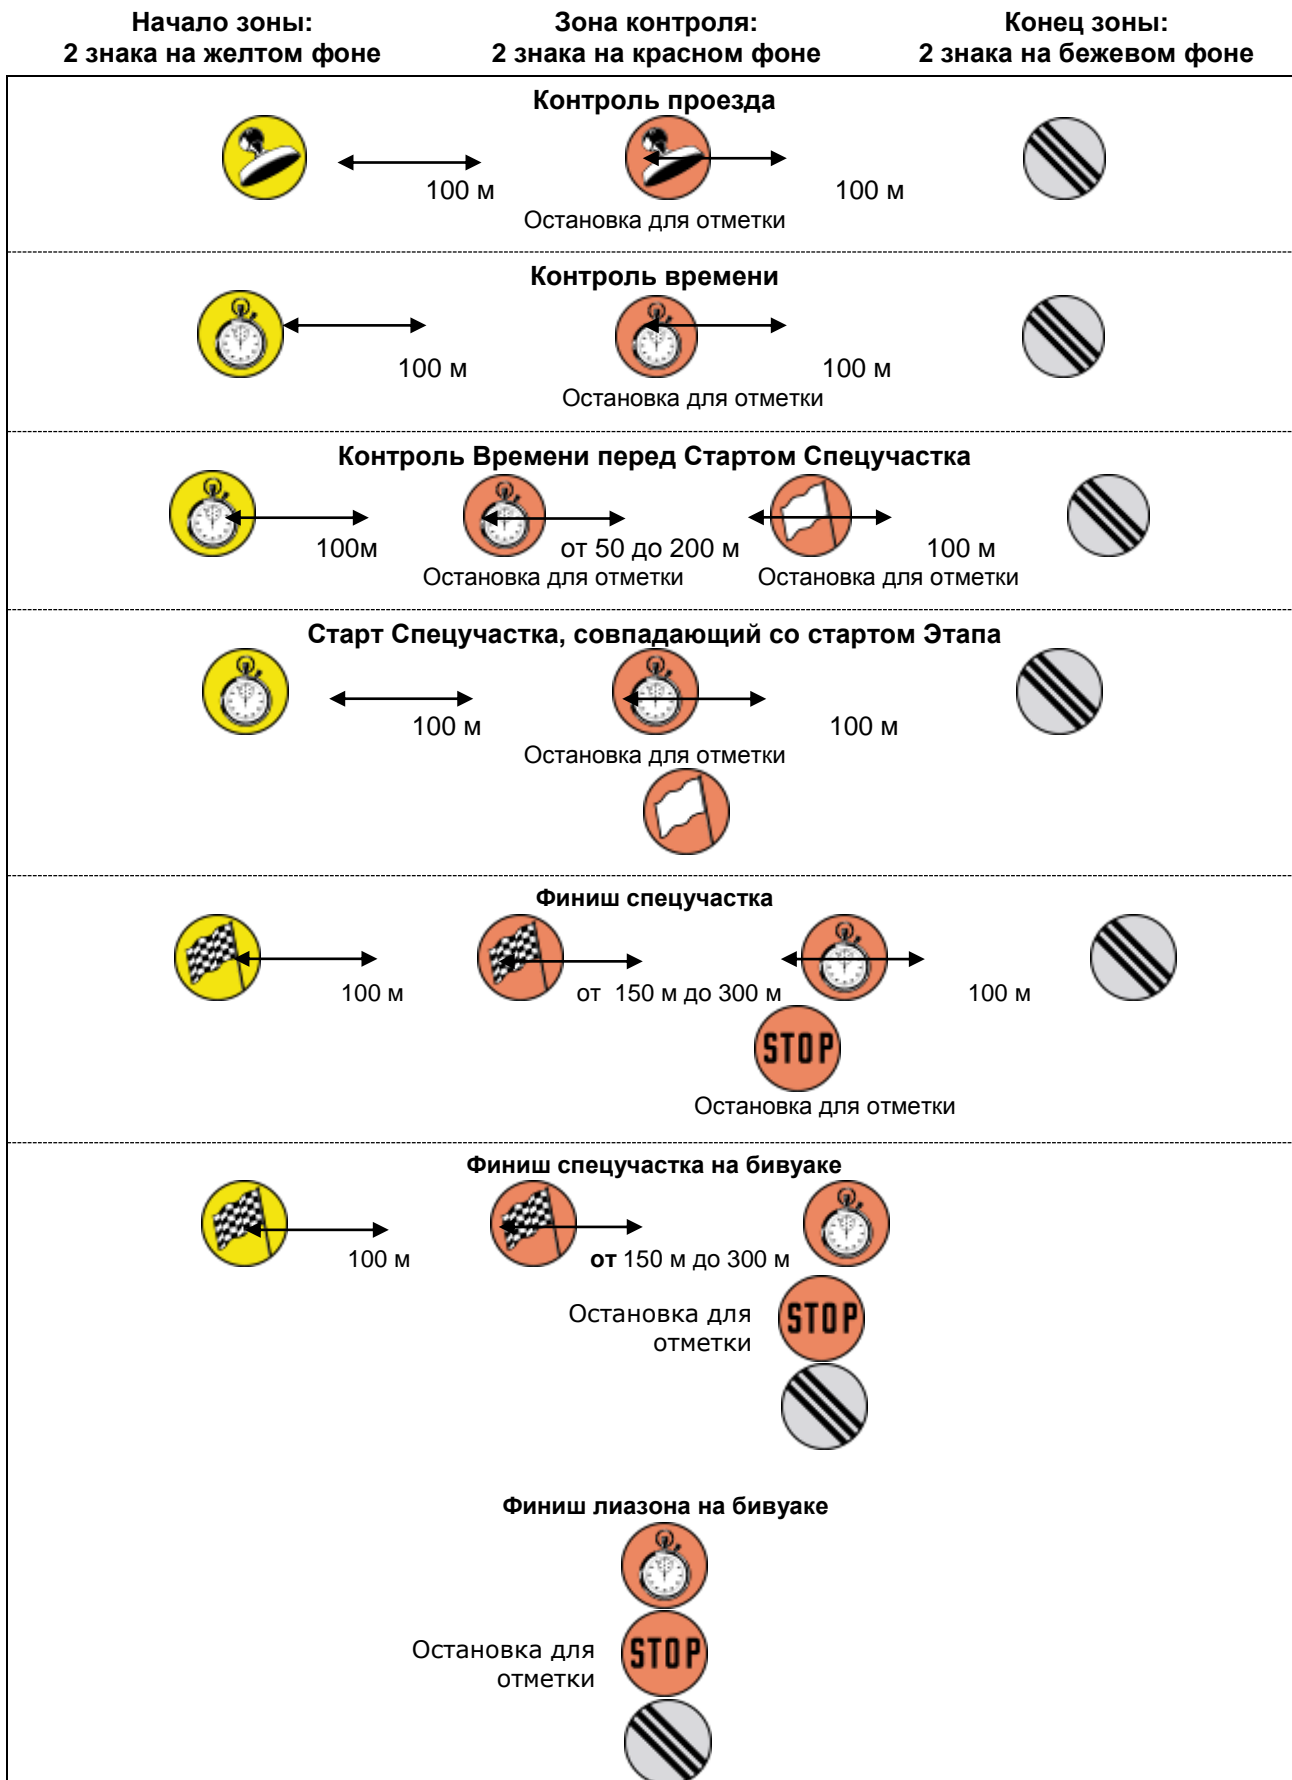 Начало зоны:
2 знака на желтом фоне
Зона контроля:
2 знака на красном фоне
Конец зоны:
2 знака на бежевом фоне
Контроль проезда
100 м
100 м
Остановка для отметки
Контроль времени
100 м
100 м
Остановка для отметки
Контроль Времени перед Стартом Спецучастка
100м
от 50 до 200 м
100 м
Остановка для отметки
Остановка для отметки
Старт Спецучастка, совпадающий со стартом Этапа
100 м
100 м
Остановка для отметки
Финиш спецучастка
100 м
от 150 м до 300 м
100 м
STOP
Остановка для отметки
Финиш спецучастка на бивуаке
100 м
от 150 м до 300 м
Остановка для
отметки
STOP
Финиш лиазона на бивуаке
Остановка для
отметки
STOP